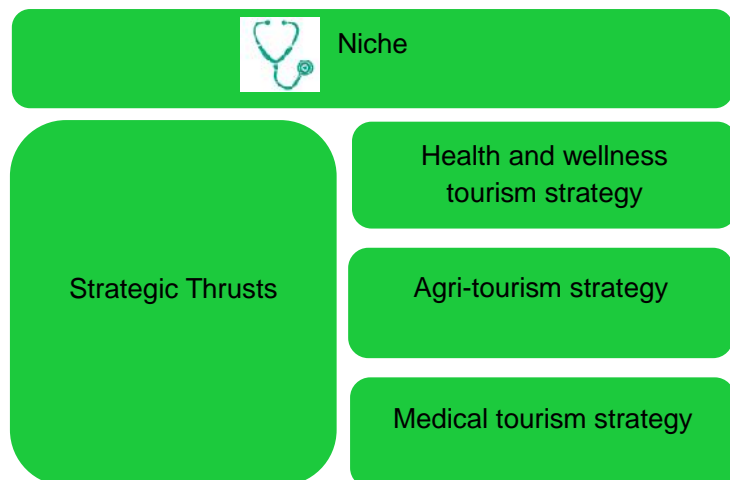 Niche
Strategic Thrusts
Health and wellness
tourism strategy
Agri-tourism strategy
Medical tourism strategy